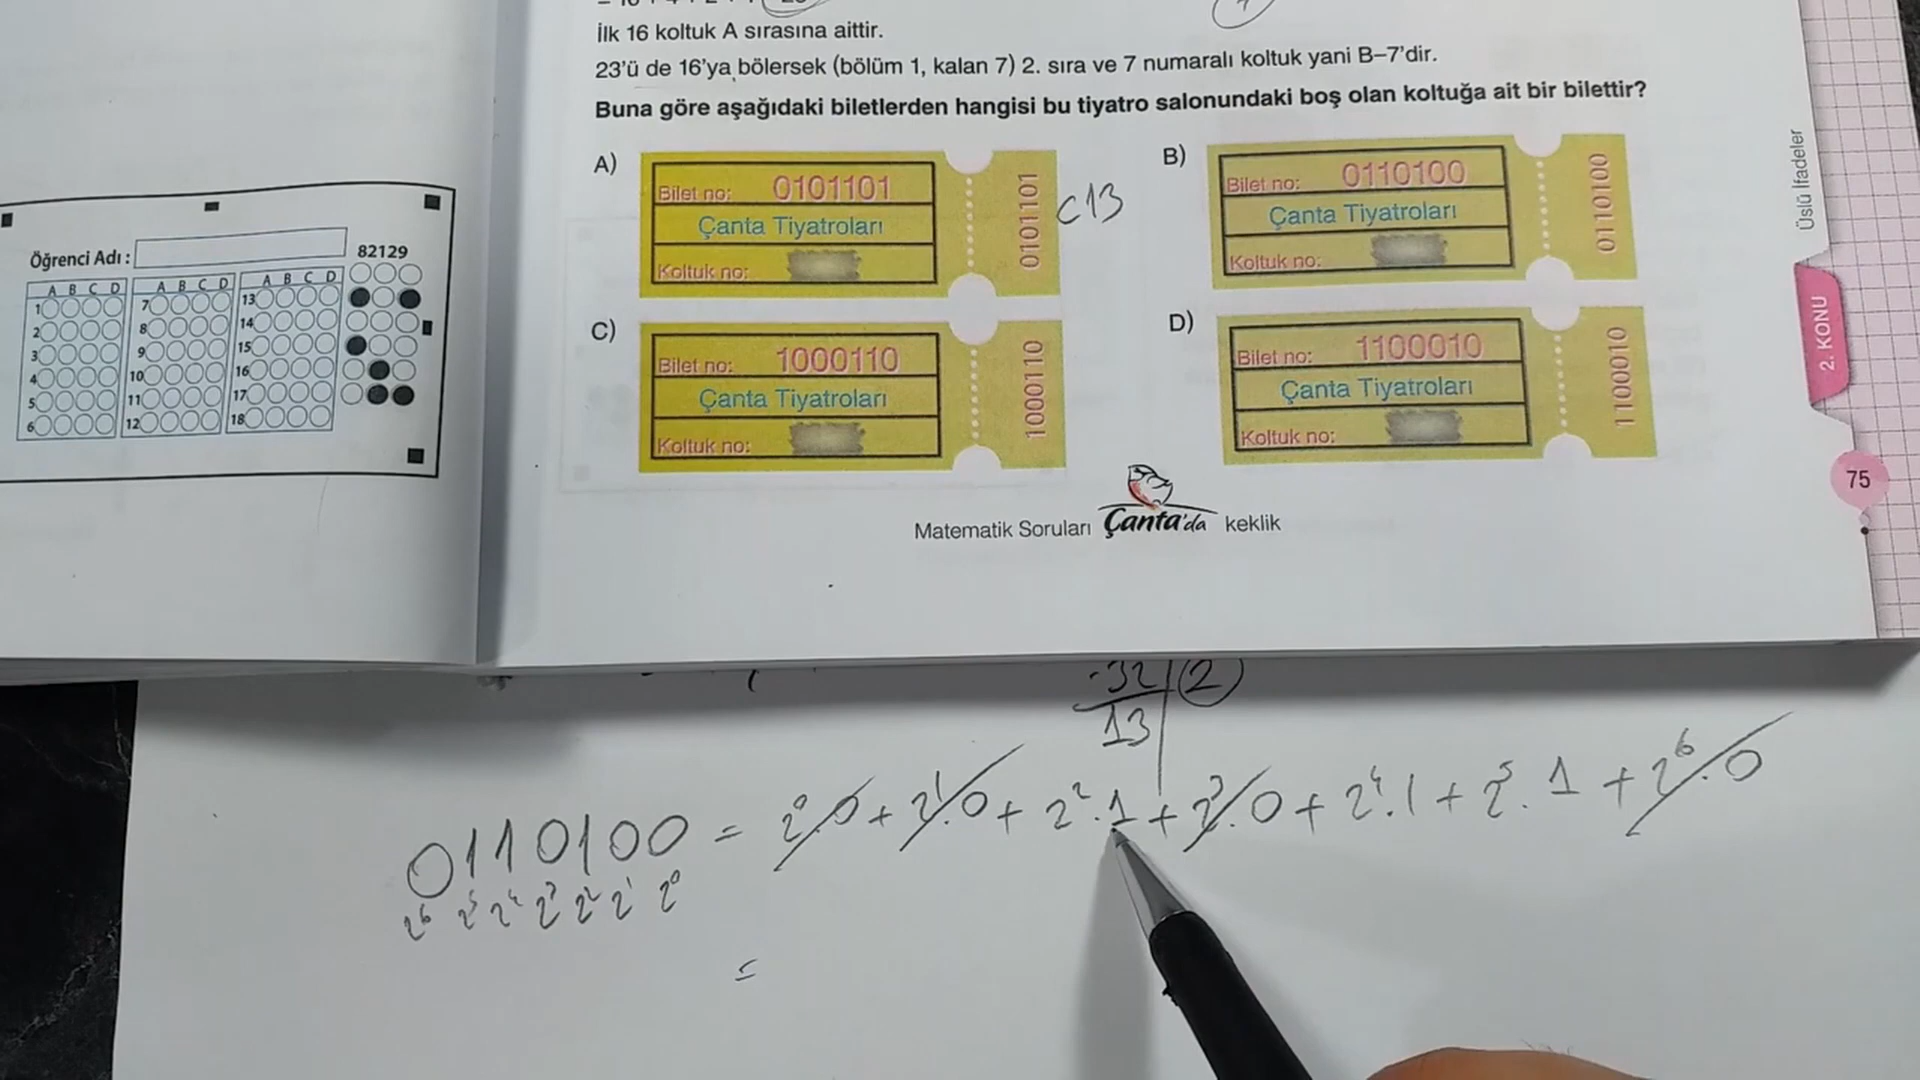 İlk 16 koltuk A sırasına aittir.
23'ü de 16'ya bölersek (bölüm 1, kalan 7) 2. sıra ve 7 numaralı koltuk yani B–7'dir.
Buna göre aşağıdaki biletlerden hangisi bu tiyatro salonundaki boş olan koltuğa ait bir bilettir?
A)
Bilet no: 0101101
Çanta Tiyatroları
Koltuk no:
0101101
C13
B)
Bilet no: 0110100
Çanta Tiyatroları
Koltuk no:
0110100
C)
Bilet no: 1000110
Çanta Tiyatroları
Koltuk no:
1000110
D)
Bilet no: 1100010
Çanta Tiyatroları
Koltuk no:
1100010
Matematik Soruları Çanta'da keklik
Üslü İfadeler
2. KONU
75
Öğrenci Adı :
82129
A B C D A B C D A B C D
1 7 13
2 8 14
3 9 15
4 10 16
5 11 17
6 12 18
-32 2
13
0110100 = 2⁰.0 + 2¹.0 + 2².1 + 2³.0 + 2⁴.1 + 2⁵.1 + 2⁶.0
2⁶ 2⁵ 2⁴ 2³ 2² 2¹ 2⁰
=